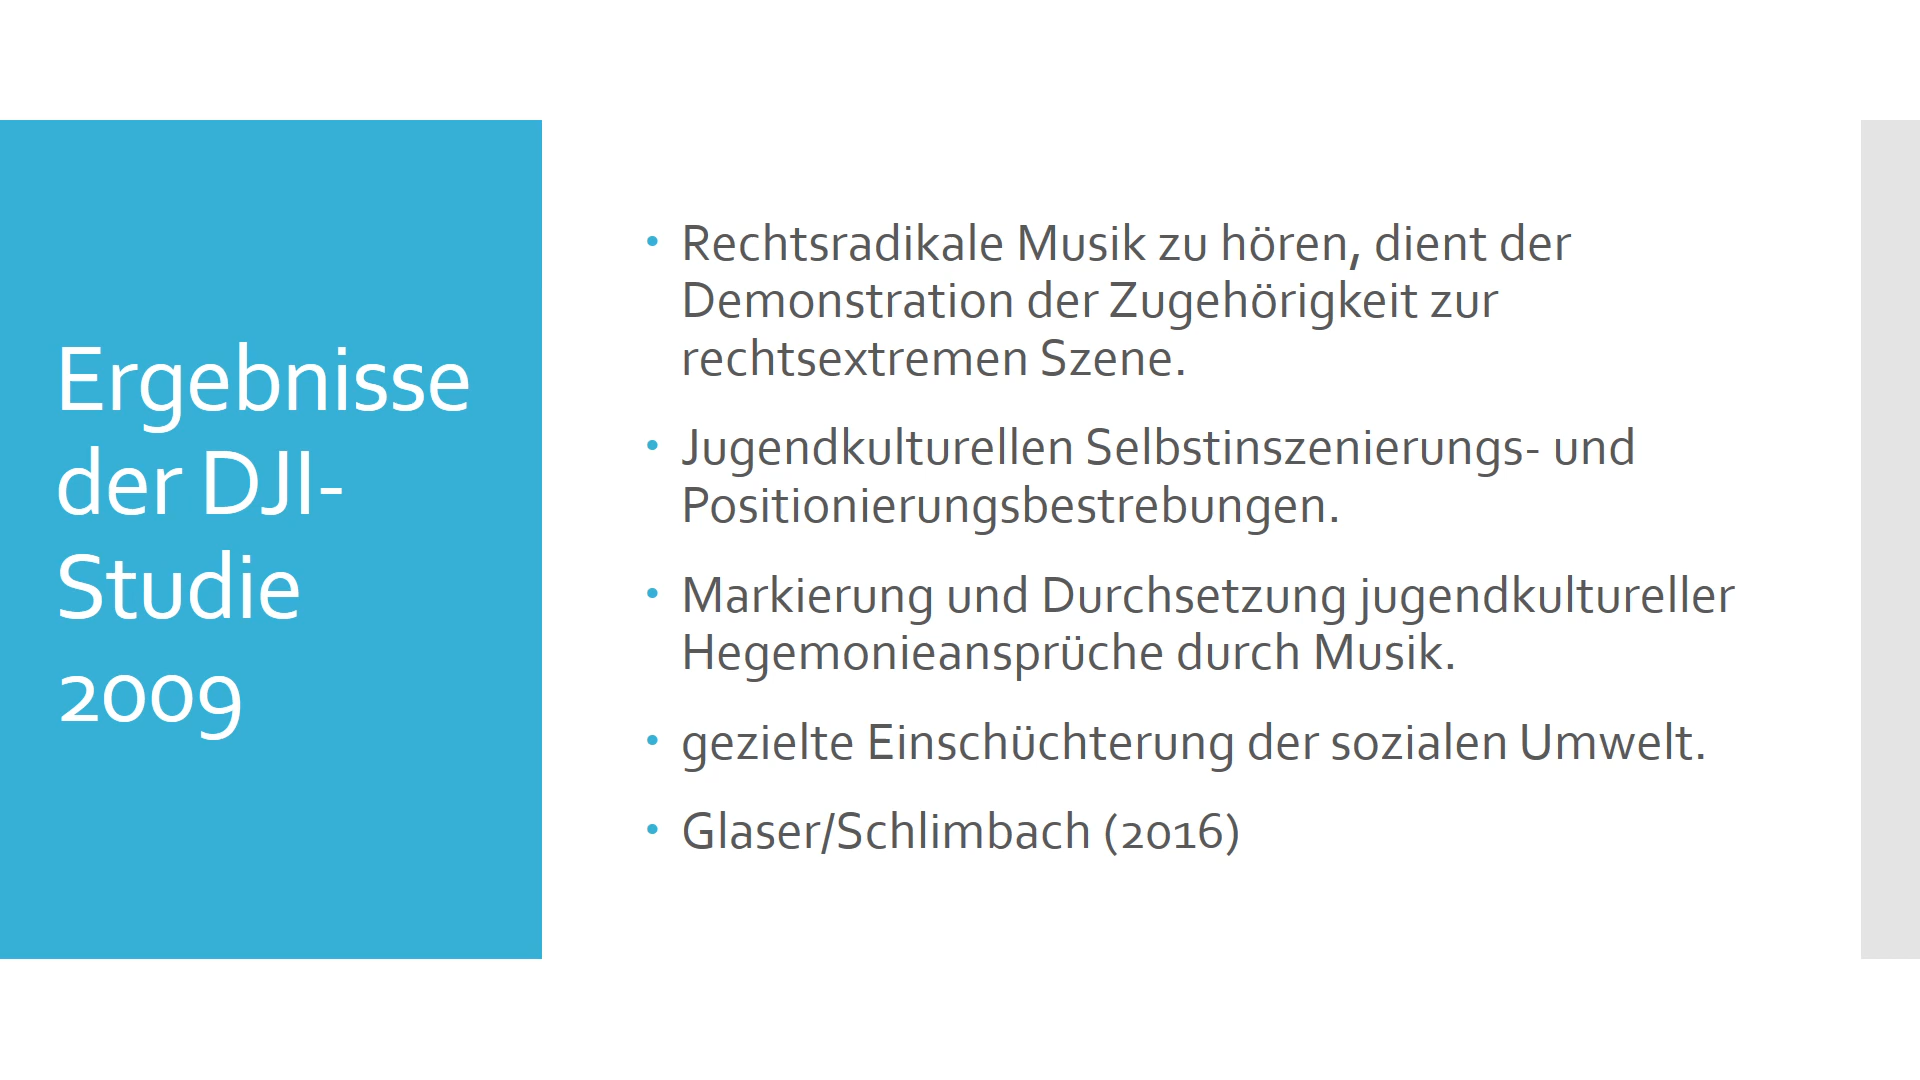 Ergebnisse
der DJI-
Studie
2009
• Rechtsradikale Musik zu hören, dient der
Demonstration der Zugehörigkeit zur
rechtsextremen Szene.
• Jugendkulturellen Selbstinszenierungs- und
Positionierungsbestrebungen.
• Markierung und Durchsetzung jugendkultureller
Hegemonieansprüche durch Musik.
• gezielte Einschüchterung der sozialen Umwelt.
• Glaser/Schlimbach (2016)